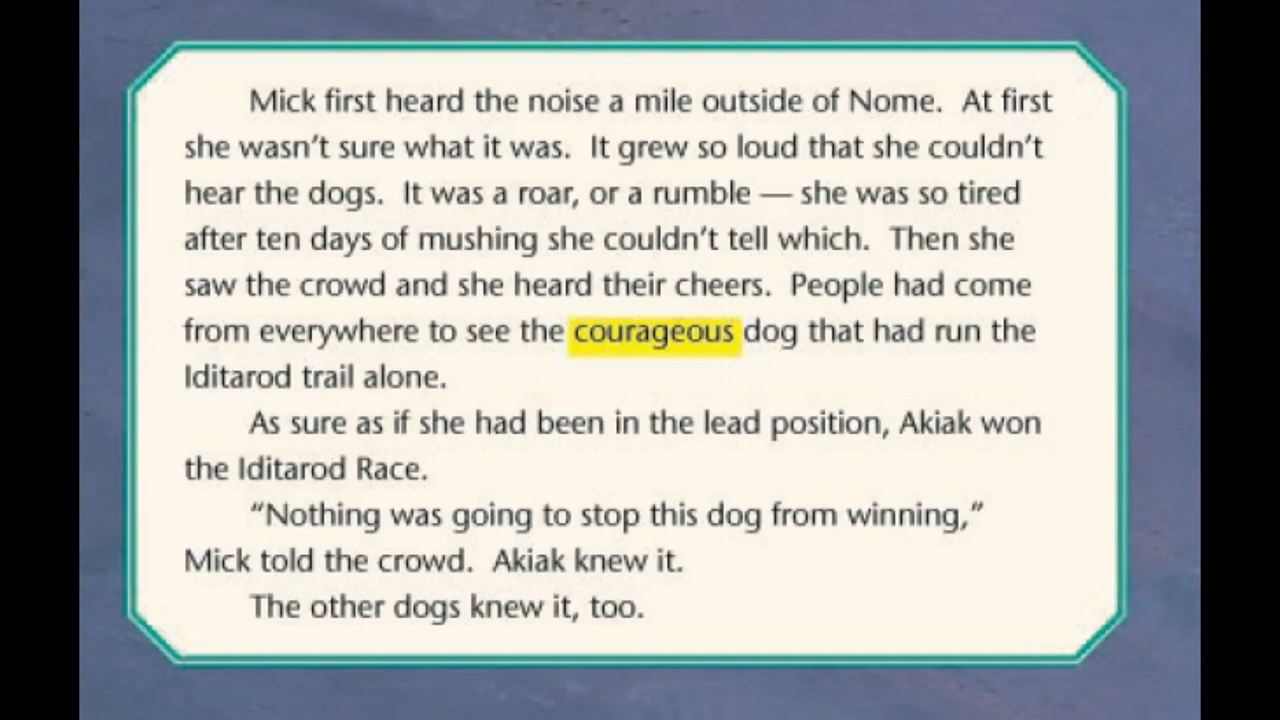 Mick first heard the noise a mile outside of Nome. At first
she wasn't sure what it was. It grew so loud that she couldn't
hear the dogs. It was a roar, or a rumble — she was so tired
after ten days of mushing she couldn't tell which. Then she
saw the crowd and she heard their cheers. People had come
from everywhere to see the courageous dog that had run the
Iditarod trail alone.
As sure as if she had been in the lead position, Akiak won
the Iditarod Race.
“Nothing was going to stop this dog from winning,”
Mick told the crowd. Akiak knew it.
The other dogs knew it, too.